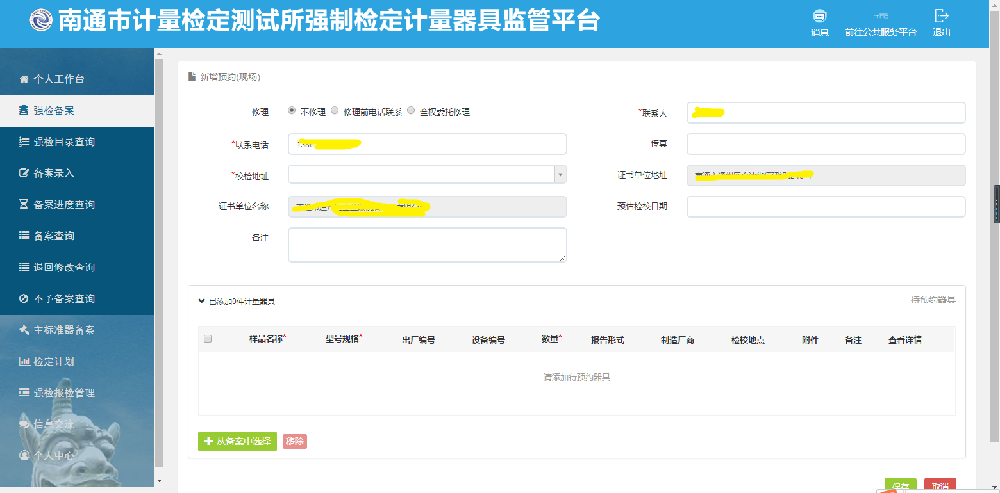 南通市计量检定测试所强制检定计量器具监管平台
消息
前往公共服务平台
退出
个人工作台
强检备案
强检目录查询
备案录入
备案进度查询
备案查询
退回修改查询
不予备案查询
主标准器备案
检定计划
强检报检管理
信息交流
个人中心
新增预约(现场)
修理 不修理 修理前电话联系 全权委托修理
*联系人
*联系电话
传真
*校检地址
证书单位地址
证书单位名称
预估检校日期
备注
已添加0件计量器具
待预约器具
样品名称* 型号规格* 出厂编号 设备编号 数量* 报告形式 制造厂商 检校地点 附件 备注 查看详情
请添加待预约器具
从备案中选择 移除
保存 取消